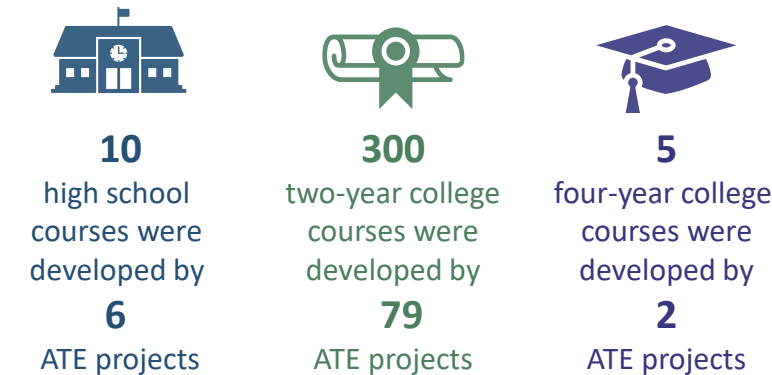 10
high school
courses were
developed by
6
ATE projects
300
two-year college
courses were
developed by
79
ATE projects
5
four-year college
courses were
developed by
2
ATE projects